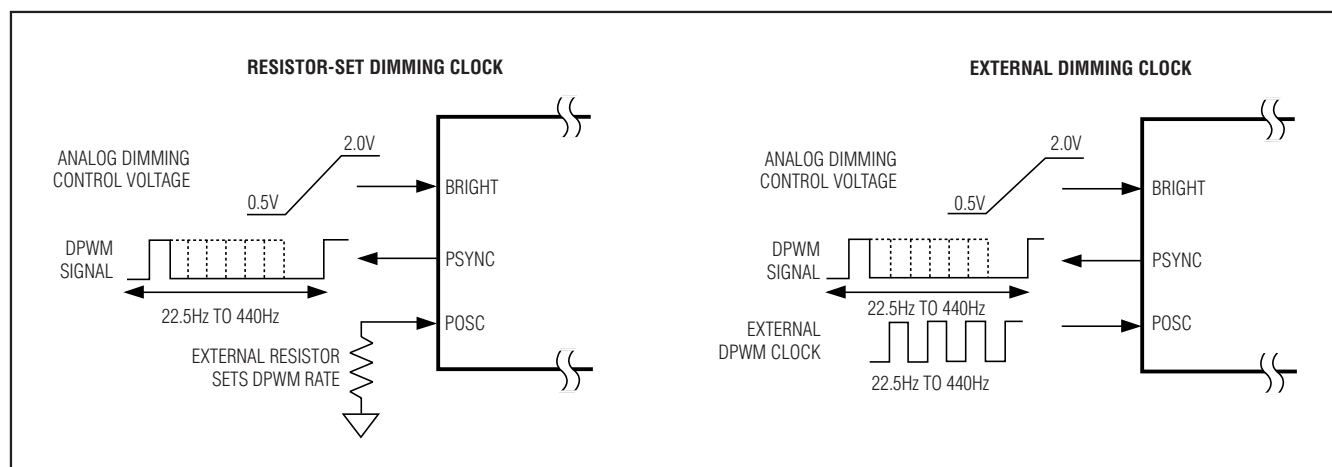 RESISTOR-SET DIMMING CLOCK
ANALOG DIMMING
CONTROL VOLTAGE
2.0V
0.5V
BRIGHT
DPWM
SIGNAL
PSYNC
22.5Hz TO 440Hz
POSC
EXTERNAL RESISTOR
SETS DPWM RATE
EXTERNAL DIMMING CLOCK
ANALOG DIMMING
CONTROL VOLTAGE
2.0V
0.5V
BRIGHT
DPWM
SIGNAL
PSYNC
22.5Hz TO 440Hz
EXTERNAL
DPWM CLOCK
POSC
22.5Hz TO 440Hz